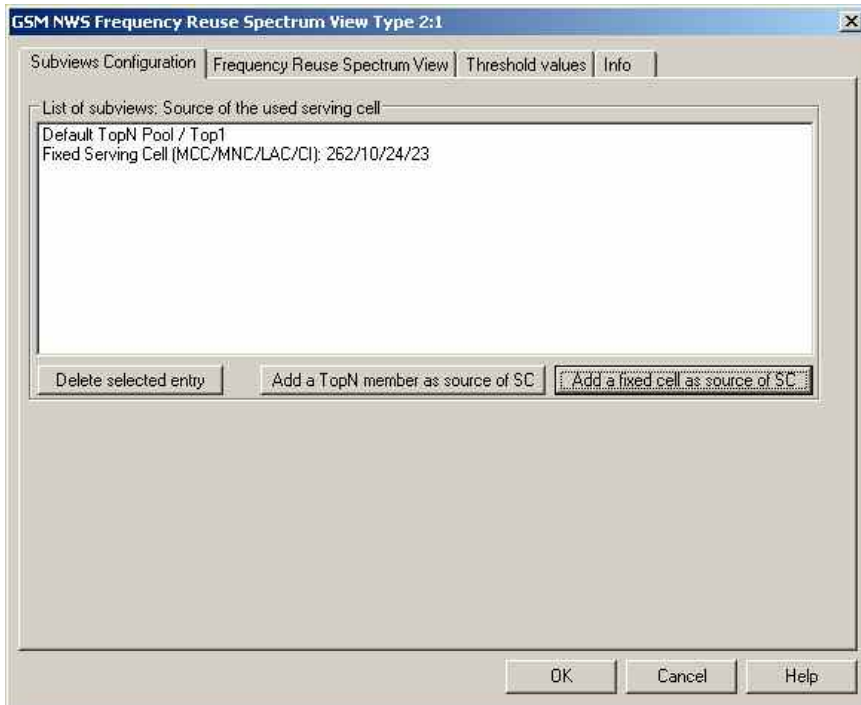 GSM NWS Frequency Reuse Spectrum View Type 2:1
Subviews Configuration Frequency Reuse Spectrum View Threshold values Info
List of subviews: Source of the used serving cell
Default TopN Pool / Top1
Fixed Serving Cell (MCC/MNC/LAC/CI): 262/10/24/23
Delete selected entry Add a TopN member as source of SC Add a fixed cell as source of SC
OK Cancel Help